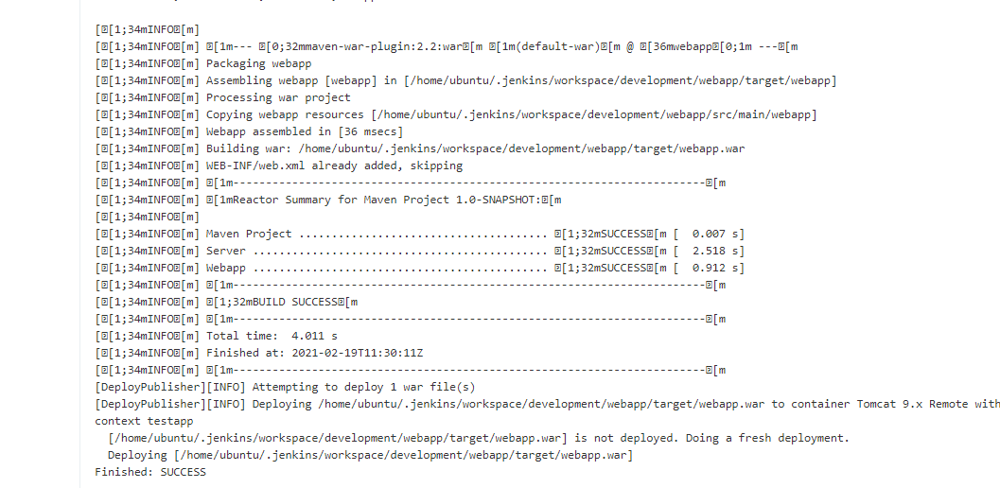 [␛[1;34mINFO␛[m]
[␛[1;34mINFO␛[m] ␛[1m--- ␛[0;32mmaven-war-plugin:2.2:war␛[m ␛[1m(default-war)␛[m @ ␛[36mwebapp␛[0;1m ---␛[m
[␛[1;34mINFO␛[m] Packaging webapp
[␛[1;34mINFO␛[m] Assembling webapp [webapp] in [/home/ubuntu/.jenkins/workspace/development/webapp/target/webapp]
[␛[1;34mINFO␛[m] Processing war project
[␛[1;34mINFO␛[m] Copying webapp resources [/home/ubuntu/.jenkins/workspace/development/webapp/src/main/webapp]
[␛[1;34mINFO␛[m] Webapp assembled in [36 msecs]
[␛[1;34mINFO␛[m] Building war: /home/ubuntu/.jenkins/workspace/development/webapp/target/webapp.war
[␛[1;34mINFO␛[m] WEB-INF/web.xml already added, skipping
[␛[1;34mINFO␛[m] ␛[1m------------------------------------------------------------------------␛[m
[␛[1;34mINFO␛[m] ␛[1mReactor Summary for Maven Project 1.0-SNAPSHOT:␛[m
[␛[1;34mINFO␛[m]
[␛[1;34mINFO␛[m] Maven Project ...................................... ␛[1;32mSUCCESS␛[m [  0.007 s]
[␛[1;34mINFO␛[m] Server ............................................. ␛[1;32mSUCCESS␛[m [  2.518 s]
[␛[1;34mINFO␛[m] Webapp ............................................. ␛[1;32mSUCCESS␛[m [  0.912 s]
[␛[1;34mINFO␛[m] ␛[1m------------------------------------------------------------------------␛[m
[␛[1;34mINFO␛[m] ␛[1;32mBUILD SUCCESS␛[m
[␛[1;34mINFO␛[m] ␛[1m------------------------------------------------------------------------␛[m
[␛[1;34mINFO␛[m] Total time:  4.011 s
[␛[1;34mINFO␛[m] Finished at: 2021-02-19T11:30:11Z
[␛[1;34mINFO␛[m] ␛[1m------------------------------------------------------------------------␛[m
[DeployPublisher][INFO] Attempting to deploy 1 war file(s)
[DeployPublisher][INFO] Deploying /home/ubuntu/.jenkins/workspace/development/webapp/target/webapp.war to container Tomcat 9.x Remote with
context testapp
  [/home/ubuntu/.jenkins/workspace/development/webapp/target/webapp.war] is not deployed. Doing a fresh deployment.
  Deploying [/home/ubuntu/.jenkins/workspace/development/webapp/target/webapp.war]
Finished: SUCCESS